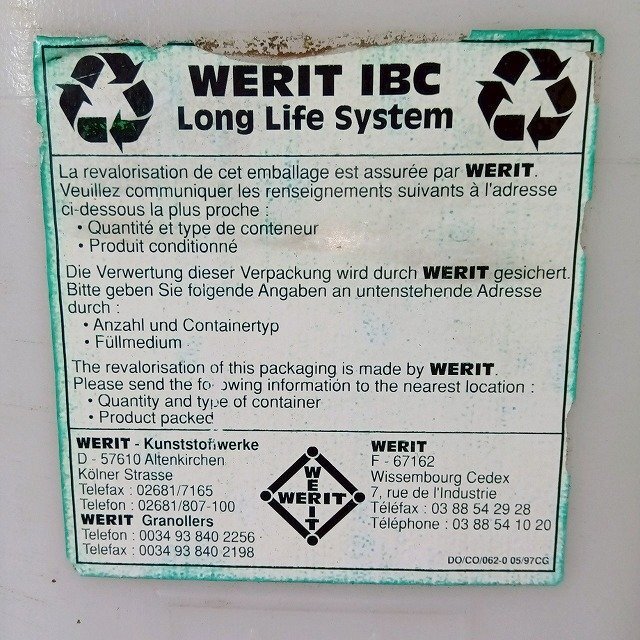 WERIT IBC
Long Life System
La revalorisation de cet emballage est assurée par WERIT.
Veuillez communiquer les renseignements suivants à l'adresse
ci-dessous la plus proche :
• Quantité et type de conteneur
• Produit conditionné
Die Verwertung dieser Verpackung wird durch WERIT gesichert.
Bitte geben Sie folgende Angaben an untenstehende Adresse
durch :
• Anzahl und Containertyp
• Füllmedium
The revalorisation of this packaging is made by WERIT.
Please send the following information to the nearest location :
• Quantity and type of container
• Product packed
WERIT - Kunststoffwerke
D - 57610 Altenkirchen
Kölner Strasse
Telefax : 02681/7165
Telefon : 02681/807-100
WERIT Granollers
Telefon : 0034 93 840 2256
Telefax : 0034 93 840 2198
WERIT
WERIT
WERIT
F - 67162
Wissembourg Cedex
7, rue de l'Industrie
Téléfax : 03 88 54 29 28
Téléphone : 03 88 54 10 20
DO/CO/062-0 05/97CG